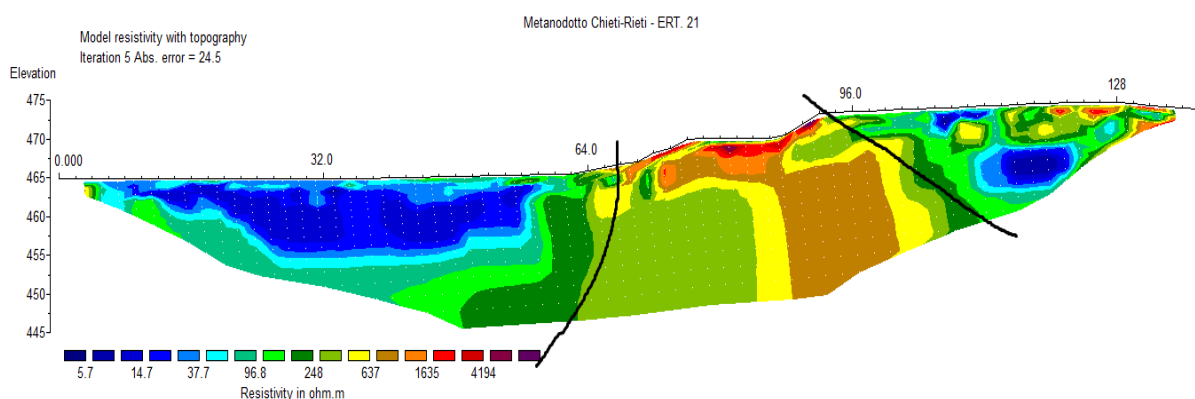 Metanodotto Chieti-Rieti - ERT. 21
Model resistivity with topography
Iteration 5 Abs. error = 24.5
Elevation
475
470
465
460
455
450
445
0.000 32.0 64.0 96.0 128
5.7 14.7 37.7 96.8 248 637 1635 4194
Resistivity in ohm.m